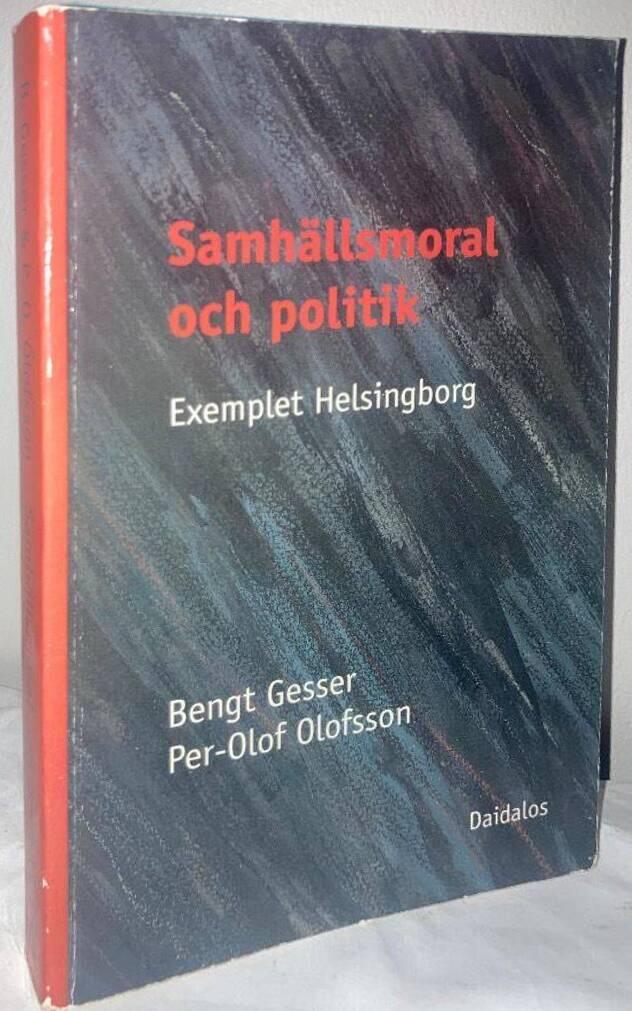 Samhällsmoral
och politik
Exemplet Helsingborg
Bengt Gesser
Per-Olof Olofsson
Daidalos